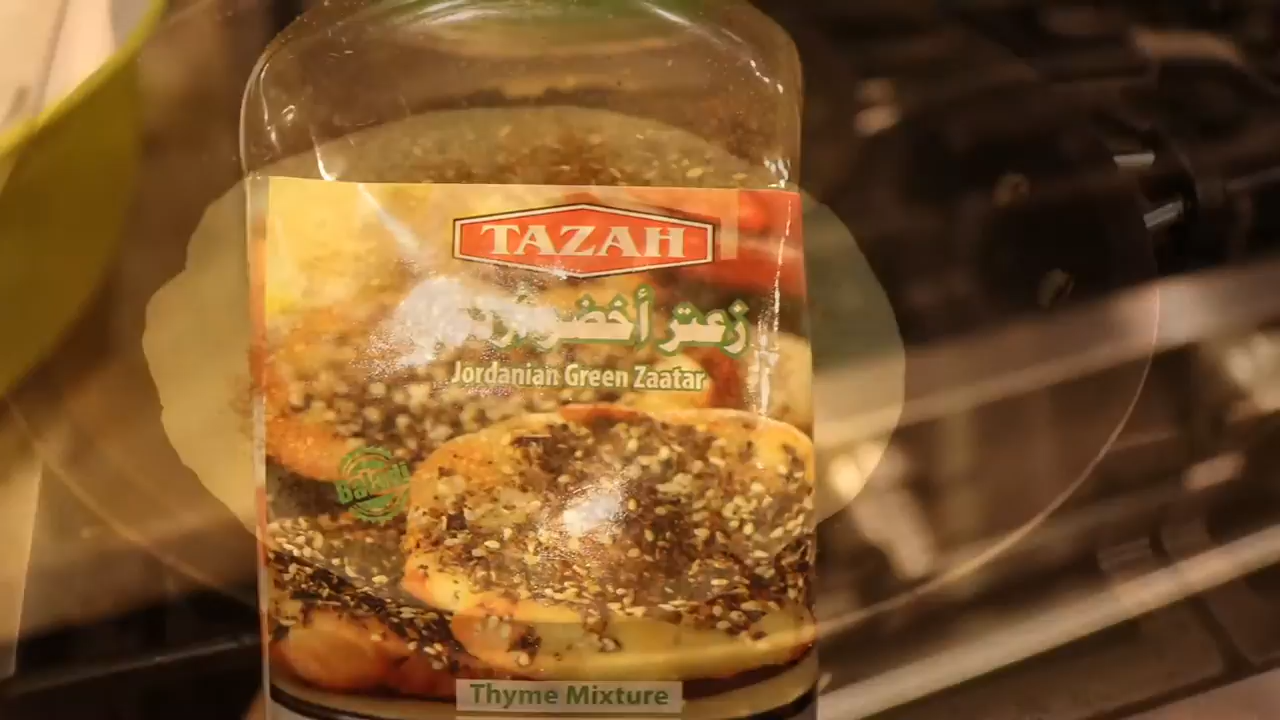 TAZAH
زعتر أخضر
Jordanian Green Zaatar
Baladi
Thyme Mixture